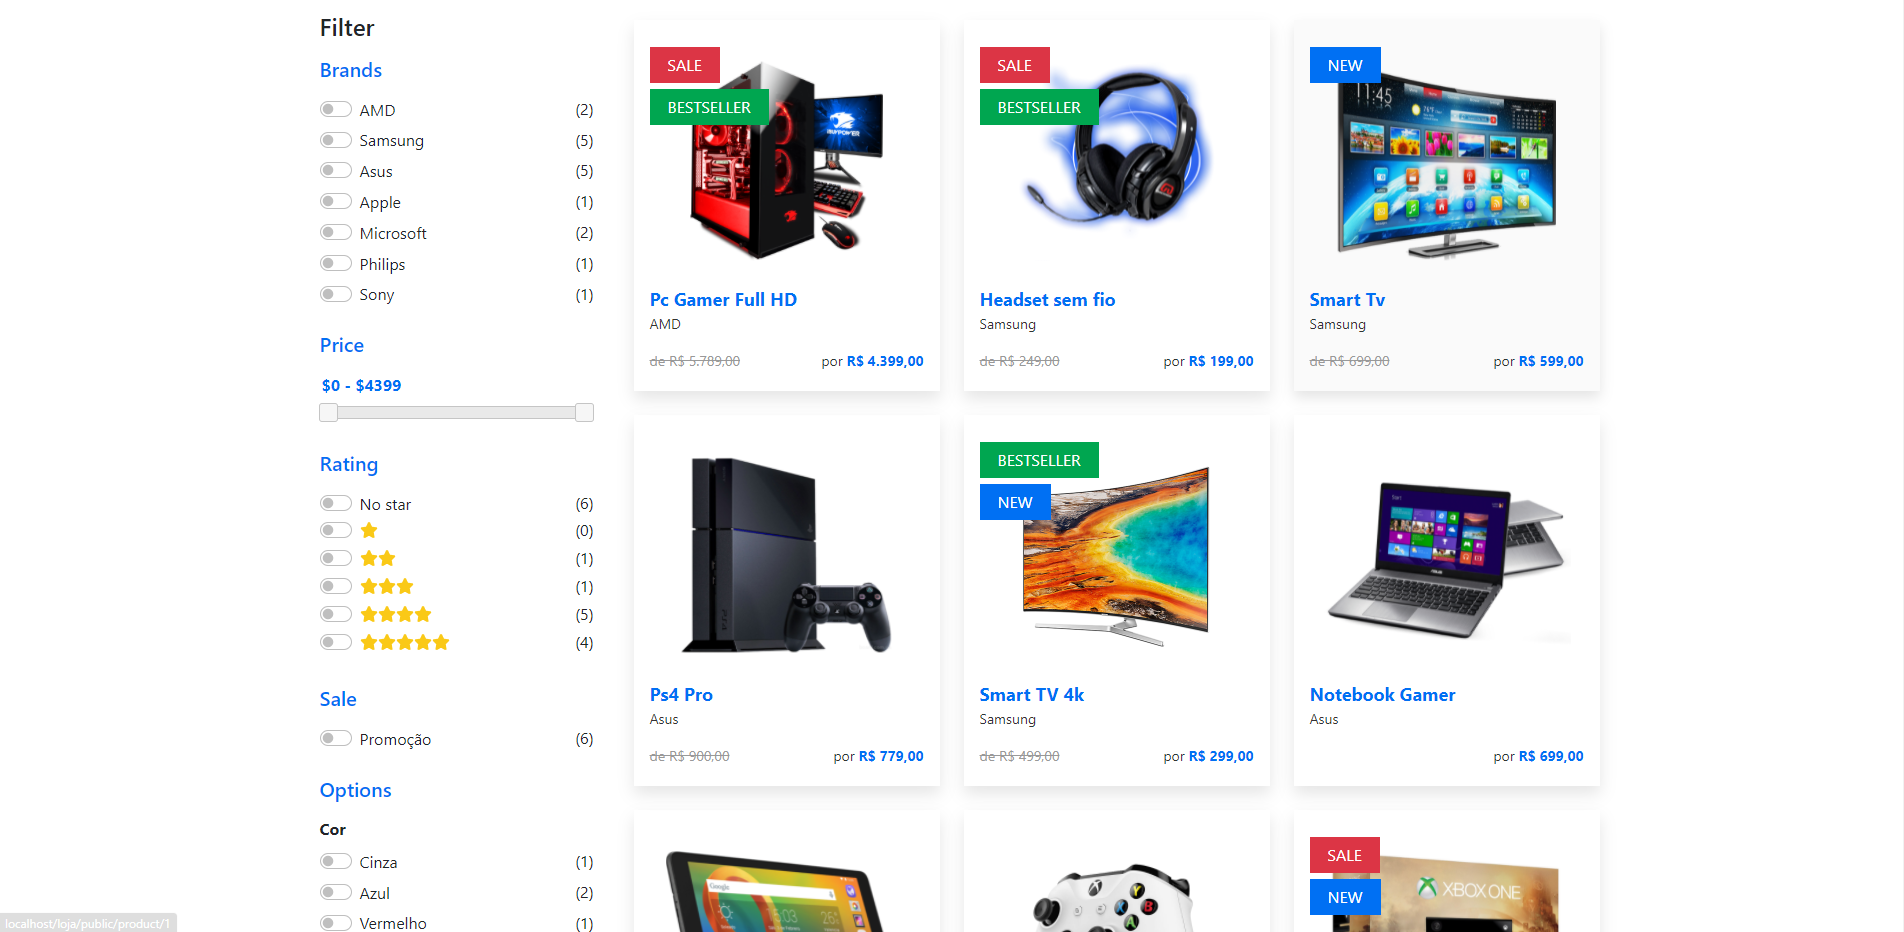 Filter
Brands
AMD (2)
Samsung (5)
Asus (5)
Apple (1)
Microsoft (2)
Philips (1)
Sony (1)
Price
$0 - $4399
Rating
No star (6)
(0)
(1)
(1)
(5)
(4)
Sale
Promoção (6)
Options
Cor
Cinza (1)
Azul (2)
Vermelho (1)
SALE
BESTSELLER
iBUYPOWER
Pc Gamer Full HD
AMD
de R$ 5.789,00 por R$ 4.399,00
SALE
BESTSELLER
Headset sem fio
Samsung
de R$ 249,00 por R$ 199,00
NEW
11:45
Smart Tv
Samsung
de R$ 699,00 por R$ 599,00
Ps4 Pro
Asus
de R$ 900,00 por R$ 779,00
BESTSELLER
NEW
Smart TV 4k
Samsung
de R$ 499,00 por R$ 299,00
Start
Notebook Gamer
Asus
por R$ 699,00
Google
Y
X
B
A
SALE
NEW
XBOX ONE
localhost/loja/public/product/1